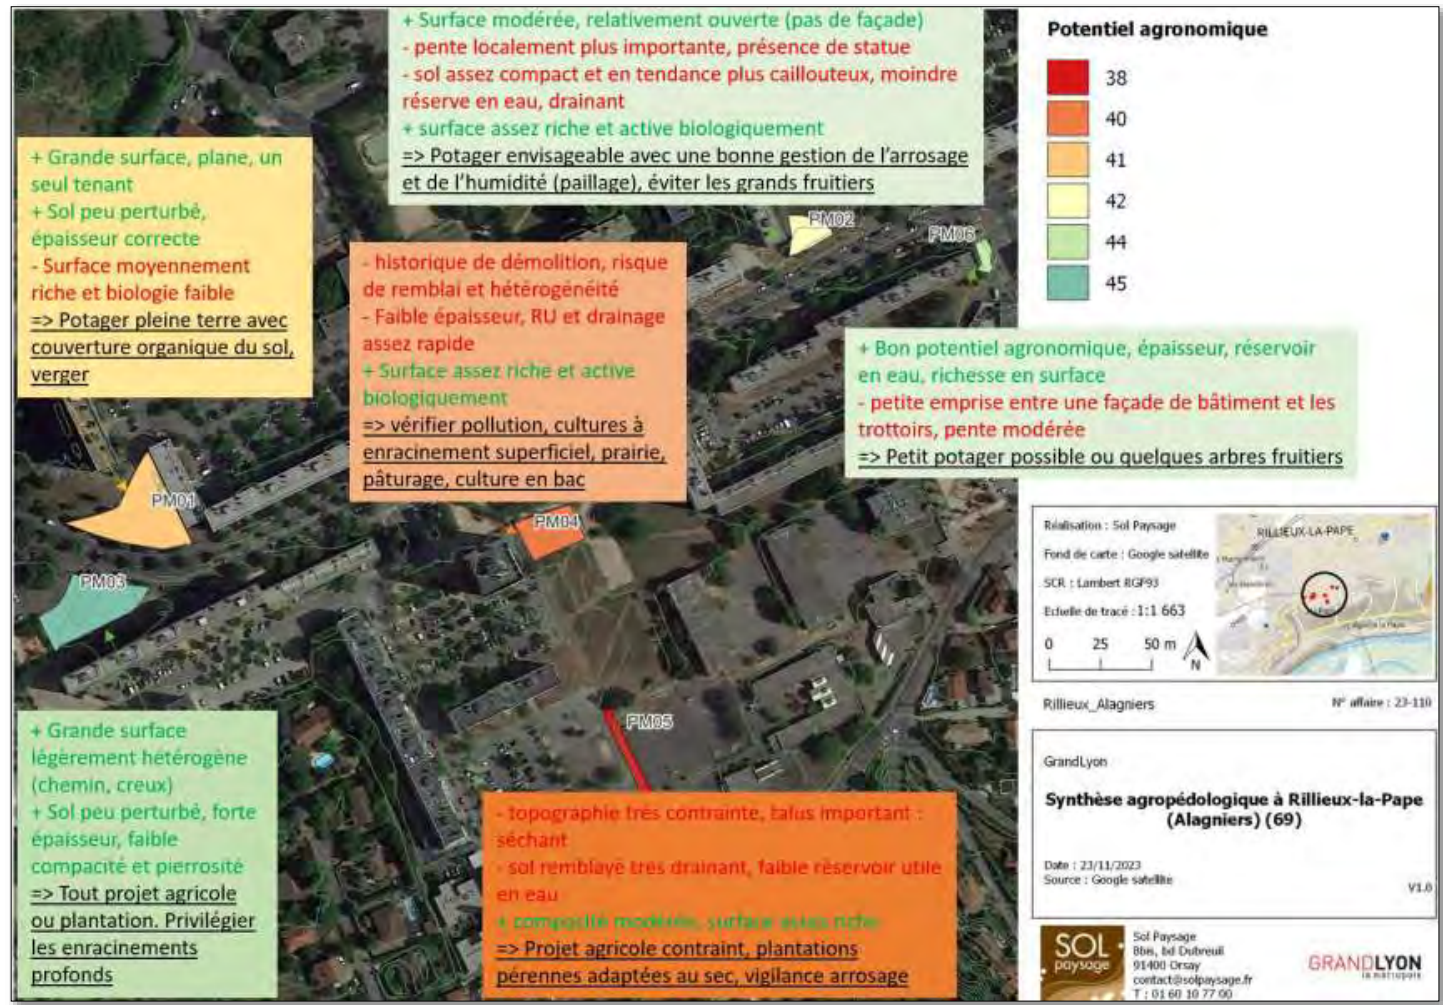 + Surface modérée, relativement ouverte (pas de façade)
- pente localement plus importante, présence de statue
- sol assez compact et en tendance plus caillouteux, moindre
réserve en eau, drainant
+ surface assez riche et active biologiquement
=> Potager envisageable avec une bonne gestion de l'arrosage
et de l'humidité (paillage), éviter les grands fruitiers
+ Grande surface, plane, un
seul tenant
+ Sol peu perturbé,
épaisseur correcte
- Surface moyennement
riche et biologie faible
=> Potager pleine terre avec
couverture organique du sol,
verger
- historique de démolition, risque
de remblai et hétérogénéité
- Faible épaisseur, RU et drainage
assez rapide
+ Surface assez riche et active
biologiquement
=> vérifier pollution, cultures à
enracinement superficiel, prairie,
pâturage, culture en bac
PM02
PM06
+ Bon potentiel agronomique, épaisseur, réservoir
en eau, richesse en surface
- petite emprise entre une façade de bâtiment et les
trottoirs, pente modérée
=> Petit potager possible ou quelques arbres fruitiers
PM01
PM04
PM03
PM05
+ Grande surface
légèrement hétérogène
(chemin, creux)
+ Sol peu perturbé, forte
épaisseur, faible
compacité et pierrosité
=> Tout projet agricole
ou plantation. Privilégier
les enracinements
profonds
- topographie très contrainte, talus important :
séchant
- sol remblayé très drainant, faible réservoir utile
en eau
+ compacité modérée, surface assez riche
=> Projet agricole contraint, plantations
pérennes adaptées au sec, vigilance arrosage
Potentiel agronomique
38
40
41
42
44
45
Réalisation : Sol Paysage
Fond de carte : Google satellite
SCR : Lambert RGF93
Echelle de tracé : 1:1 663
0 25 50 m
N
RILLIEUX-LA-PAPE
Rillieux_Alagniers
N° affaire : 23-110
GrandLyon
Synthèse agropédologique à Rillieux-la-Pape
(Alagniers) (69)
Date : 23/11/2023
Source : Google satellite
V1.0
SOL
paysage
Sol Paysage
8bis, bd Dubreuil
91400 Orsay
contact@solpaysage.fr
T : 01 60 10 77 00
GRANDLYON
la métropole